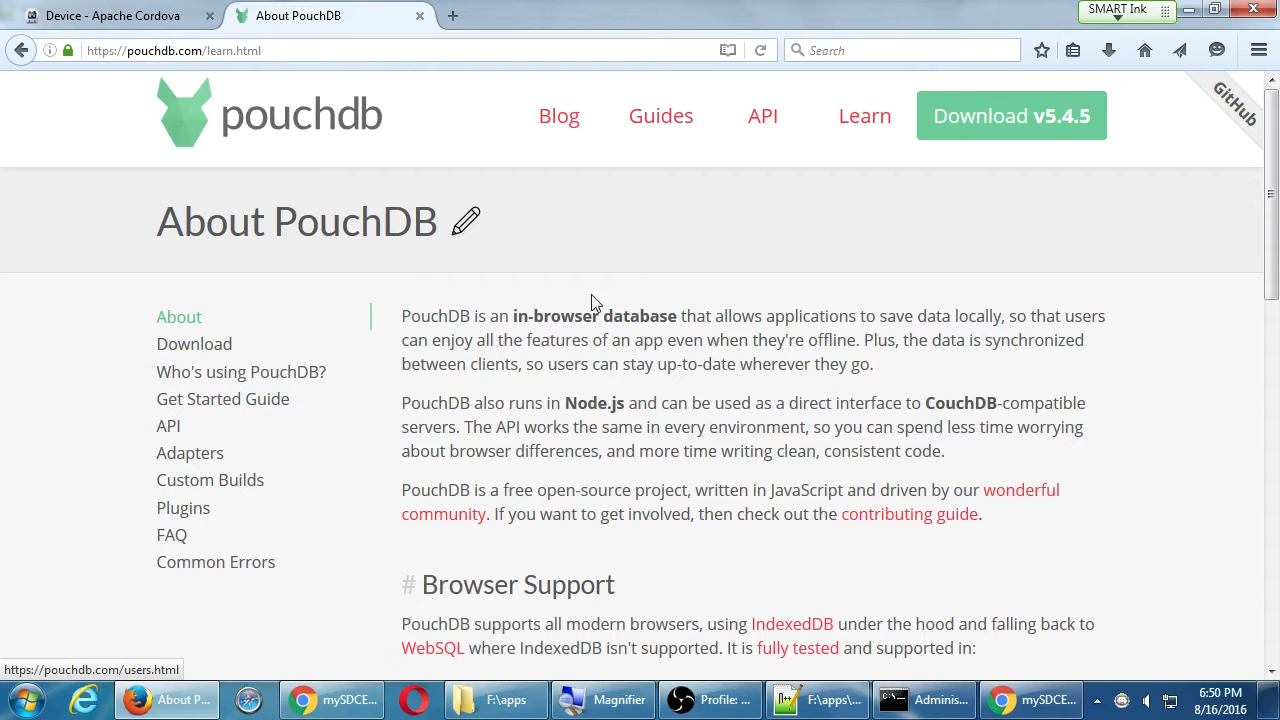 Device - Apache Cordova
About PouchDB
SMART Ink
https://pouchdb.com/learn.html
Search
pouchdb
Blog
Guides
API
Learn
Download v5.4.5
GitHub
About PouchDB
About
Download
Who's using PouchDB?
Get Started Guide
API
Adapters
Custom Builds
Plugins
FAQ
Common Errors
PouchDB is an in-browser database that allows applications to save data locally, so that users
can enjoy all the features of an app even when they're offline. Plus, the data is synchronized
between clients, so users can stay up-to-date wherever they go.
PouchDB also runs in Node.js and can be used as a direct interface to CouchDB-compatible
servers. The API works the same in every environment, so you can spend less time worrying
about browser differences, and more time writing clean, consistent code.
PouchDB is a free open-source project, written in JavaScript and driven by our wonderful
community. If you want to get involved, then check out the contributing guide.
# Browser Support
PouchDB supports all modern browsers, using IndexedDB under the hood and falling back to
WebSQL where IndexedDB isn't supported. It is fully tested and supported in:
https://pouchdb.com/users.html
About P...
mySDCE...
F:\apps
Magnifier
Profile: ...
F:\apps\...
Adminis...
mySDCE...
6:50 PM
8/16/2016